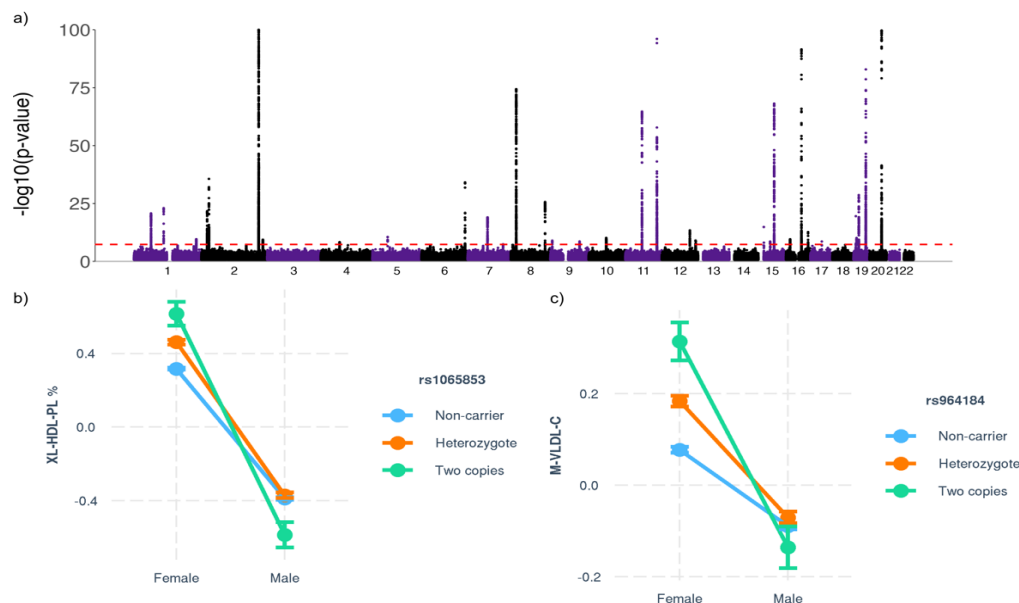 a)
100
75
50
25
0
-log10(p-value)
1 2 3 4 5 6 7 8 9 10 11 12 13 14 15 16 17 18 19 20 21 22
b)
XL-HDL-PL %
0.4
0.0
-0.4
Female Male
rs1065853
Non-carrier
Heterozygote
Two copies
c)
M-VLDL-C
0.2
0.0
-0.2
Female Male
rs964184
Non-carrier
Heterozygote
Two copies